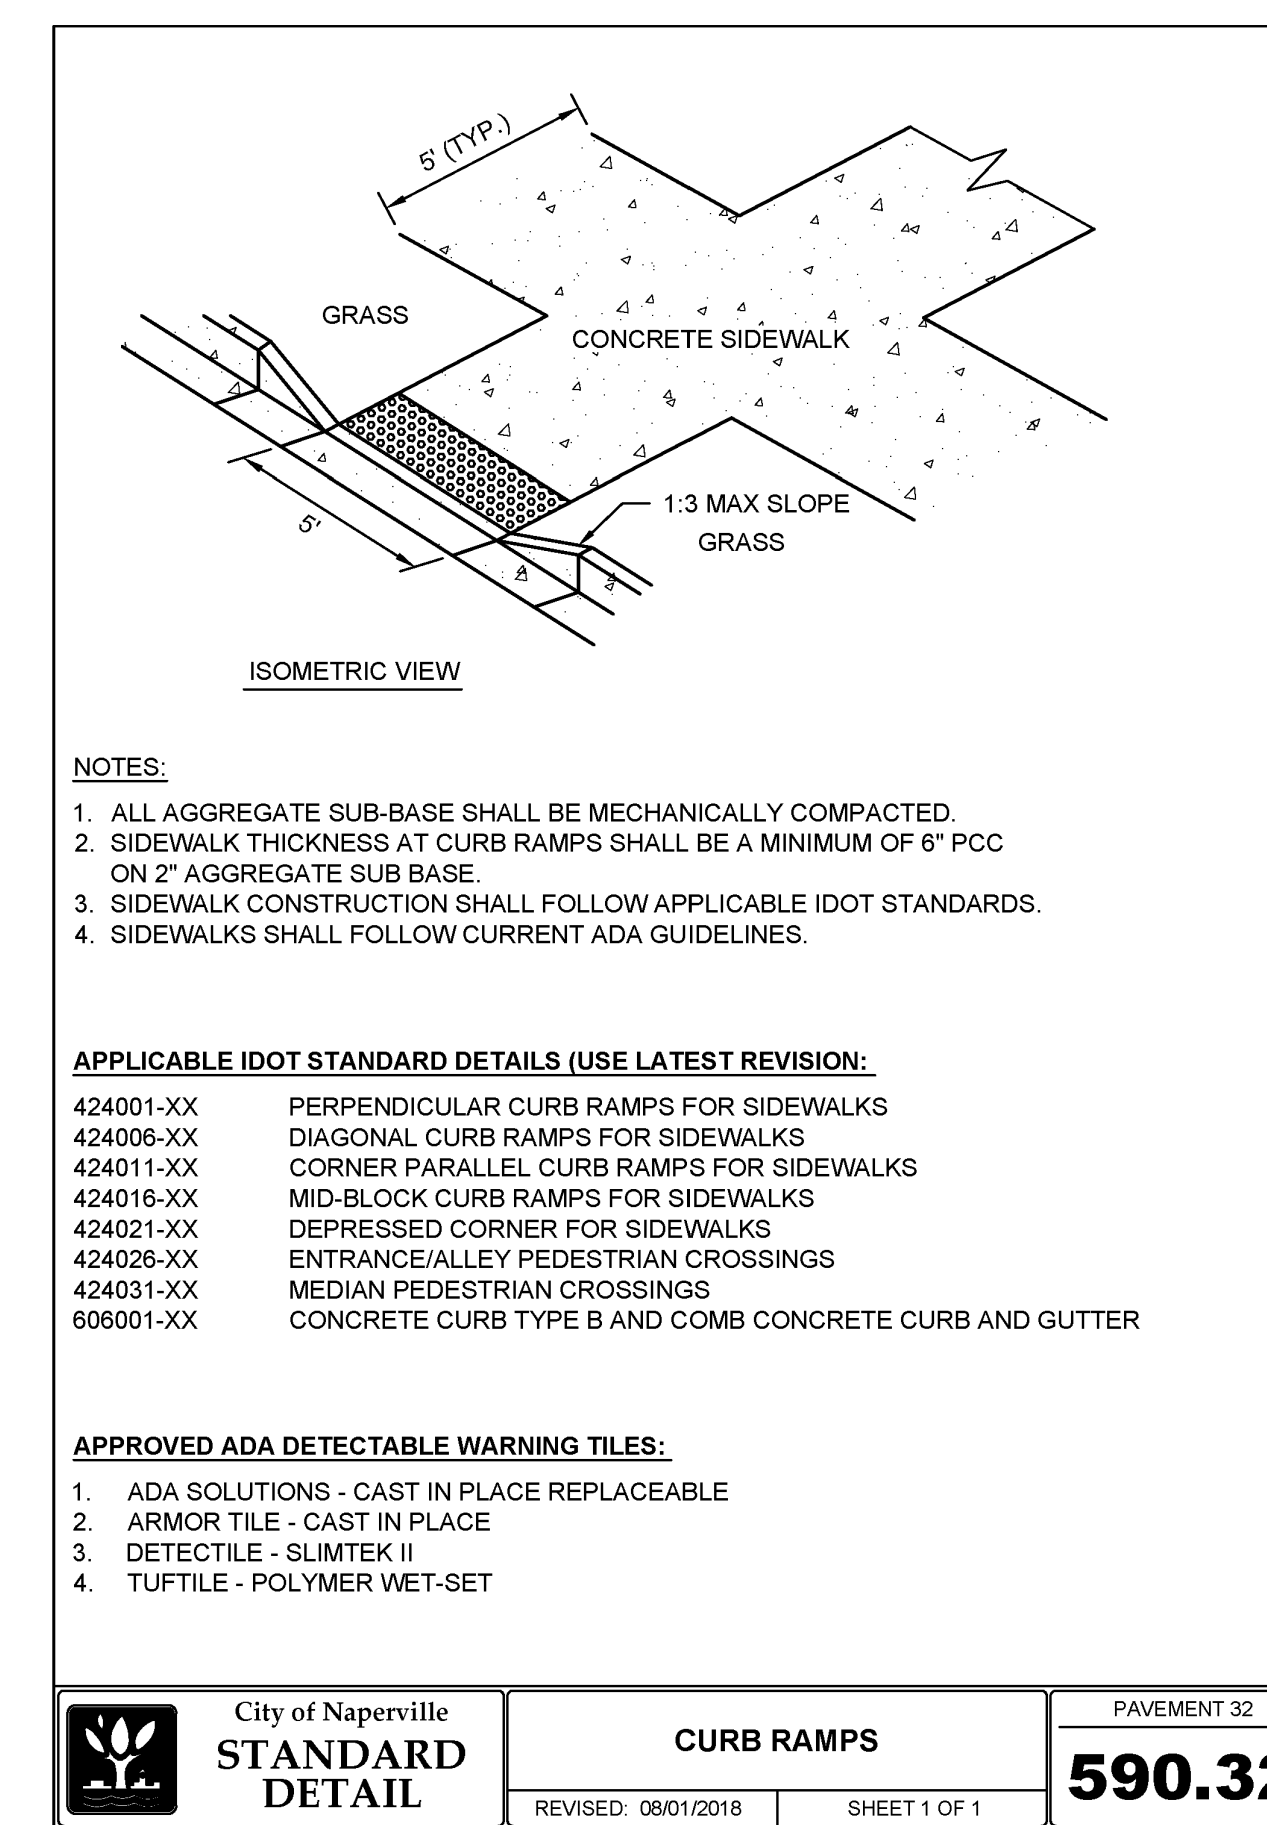 5' (TYP.)
GRASS
CONCRETE SIDEWALK
1:3 MAX SLOPE
GRASS
5'
ISOMETRIC VIEW
NOTES:
1. ALL AGGREGATE SUB-BASE SHALL BE MECHANICALLY COMPACTED.
2. SIDEWALK THICKNESS AT CURB RAMPS SHALL BE A MINIMUM OF 6" PCC
ON 2" AGGREGATE SUB BASE.
3. SIDEWALK CONSTRUCTION SHALL FOLLOW APPLICABLE IDOT STANDARDS.
4. SIDEWALKS SHALL FOLLOW CURRENT ADA GUIDELINES.
APPLICABLE IDOT STANDARD DETAILS (USE LATEST REVISION:
424001-XX PERPENDICULAR CURB RAMPS FOR SIDEWALKS
424006-XX DIAGONAL CURB RAMPS FOR SIDEWALKS
424011-XX CORNER PARALLEL CURB RAMPS FOR SIDEWALKS
424016-XX MID-BLOCK CURB RAMPS FOR SIDEWALKS
424021-XX DEPRESSED CORNER FOR SIDEWALKS
424026-XX ENTRANCE/ALLEY PEDESTRIAN CROSSINGS
424031-XX MEDIAN PEDESTRIAN CROSSINGS
606001-XX CONCRETE CURB TYPE B AND COMB CONCRETE CURB AND GUTTER
APPROVED ADA DETECTABLE WARNING TILES:
1. ADA SOLUTIONS - CAST IN PLACE REPLACEABLE
2. ARMOR TILE - CAST IN PLACE
3. DETECTILE - SLIMTEK II
4. TUFTILE - POLYMER WET-SET
City of Naperville
STANDARD
DETAIL
CURB RAMPS
REVISED: 08/01/2018
SHEET 1 OF 1
PAVEMENT 32
590.32